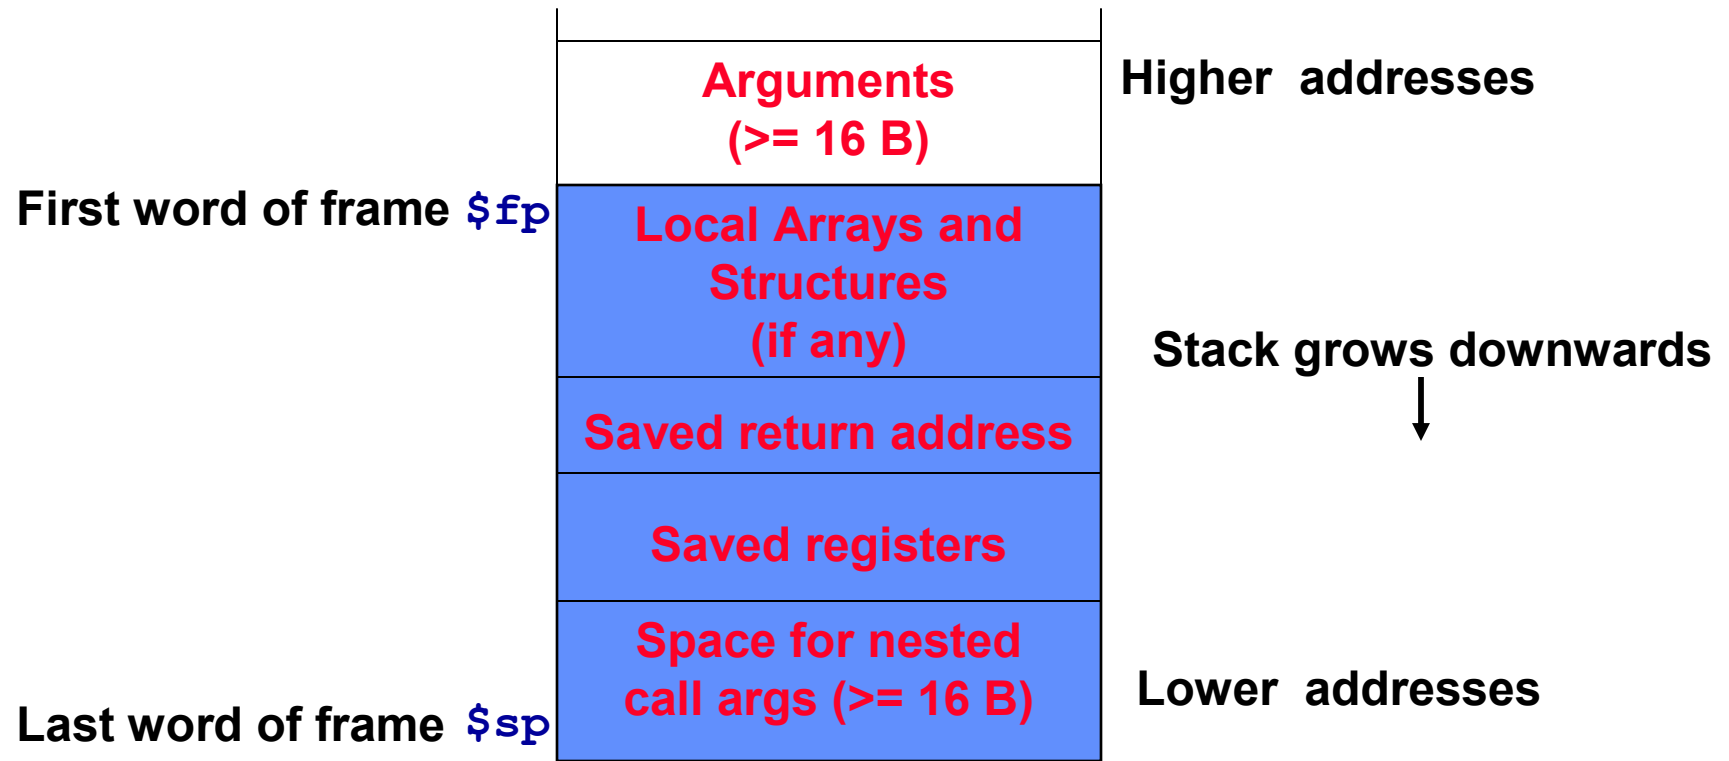 Arguments
(>= 16 B)
Higher addresses
First word of frame $fp
Local Arrays and
Structures
(if any)
Stack grows downwards
Saved return address
Saved registers
Space for nested
call args (>= 16 B)
Lower addresses
Last word of frame $sp